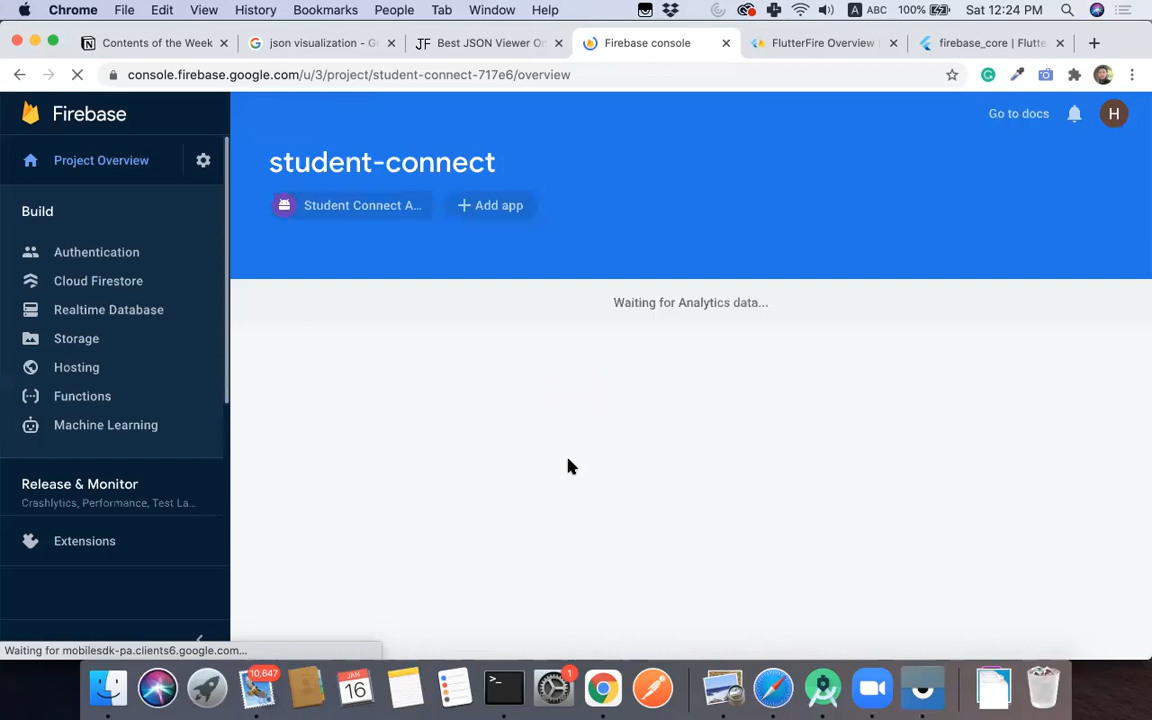 Chrome File Edit View History Bookmarks People Tab Window Help A ABC 100% Sat 12:24 PM
Contents of the Week
json visualization - G
JF Best JSON Viewer On
Firebase console
FlutterFire Overview
firebase_core | Flutte
console.firebase.google.com/u/3/project/student-connect-717e6/overview
Firebase
Go to docs
H
Project Overview
student-connect
Student Connect A...
Add app
Build
Authentication
Cloud Firestore
Realtime Database
Waiting for Analytics data...
Storage
Hosting
Functions
Machine Learning
Release & Monitor
Crashlytics, Performance, Test La...
Extensions
Waiting for mobilesdk-pa.clients6.google.com...
10,647
JAN
16
1